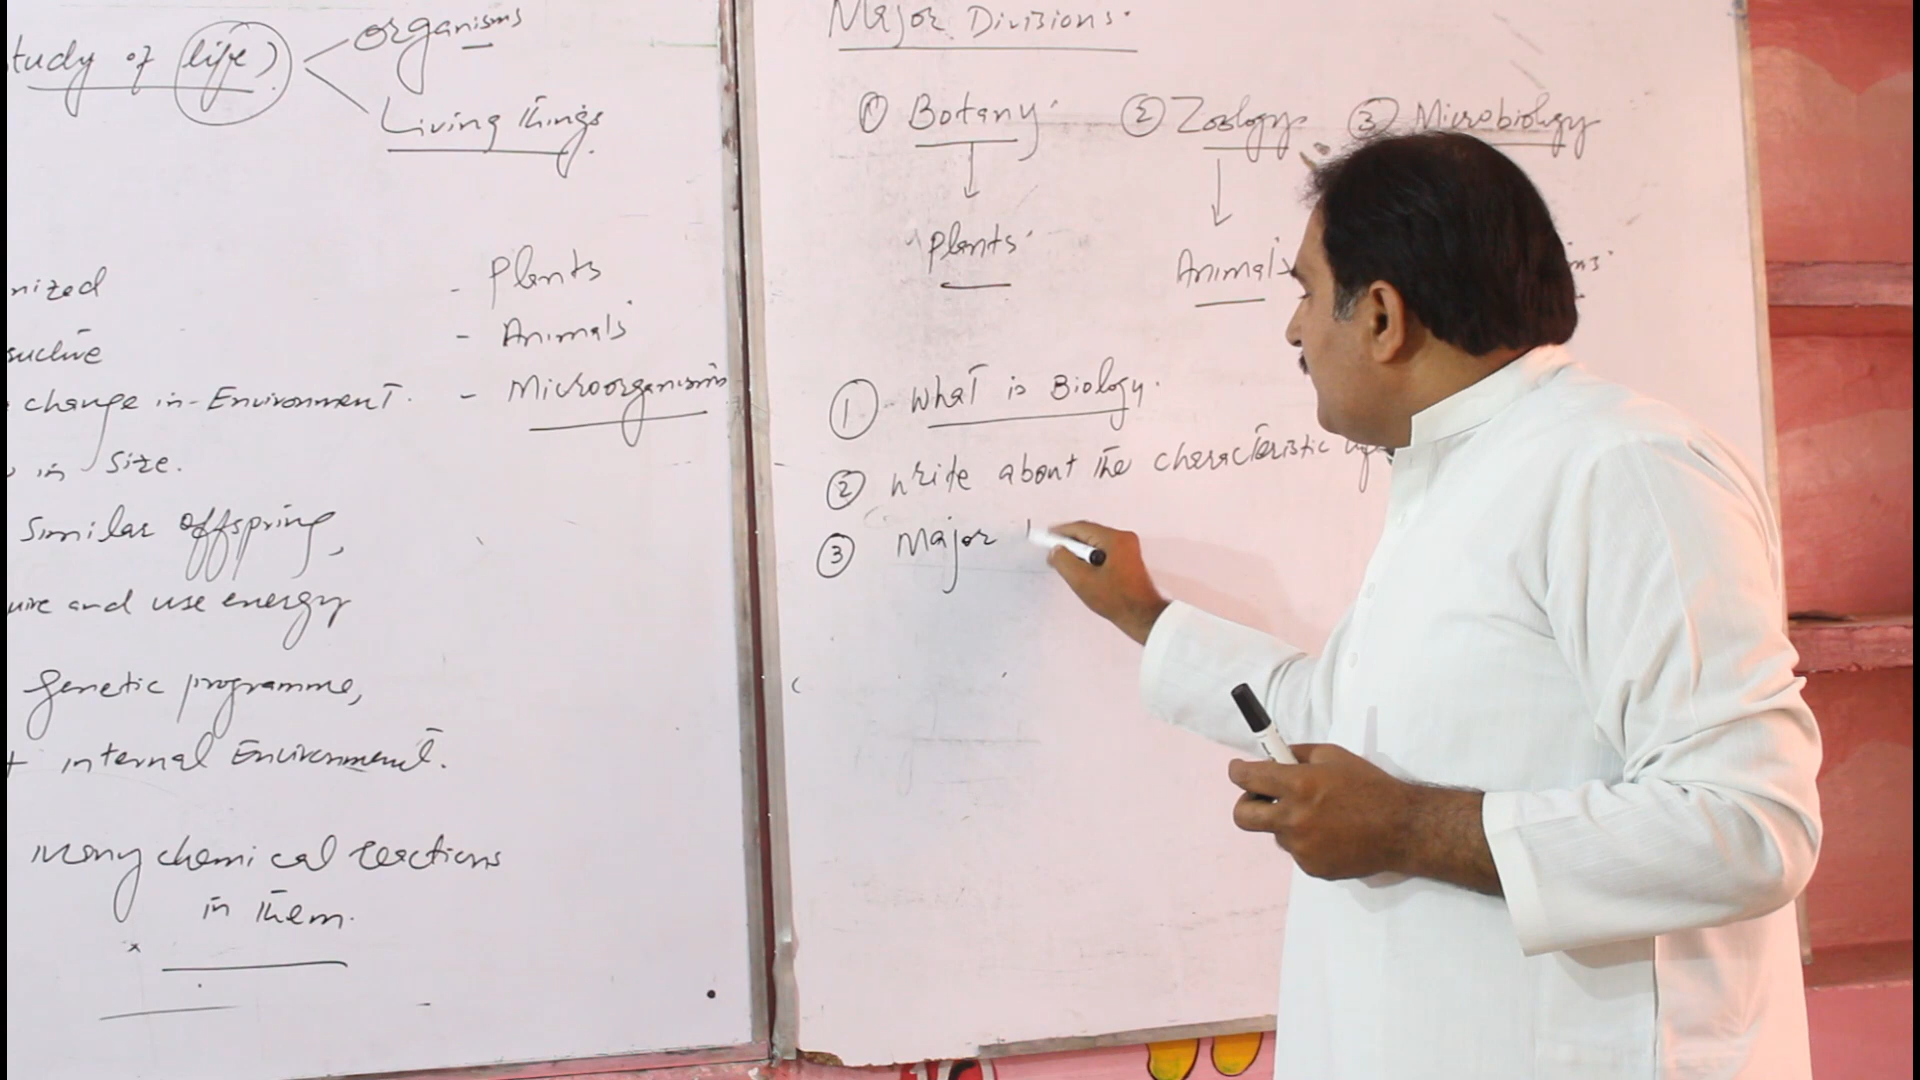 study of (life)
organisms
Living things.
nized
change in Environment.
in Size.
Similar offspring,
and use energy
genetic programme,
internal Environment.
many chemical reactions
in them.
- Plants
- Animals
- Microorganisms
Major Divisions.
① Botany. ② Zoology. ③ Microbiology
Plants.
Animals
① What is Biology.
② Write about the characteristic
③ Major